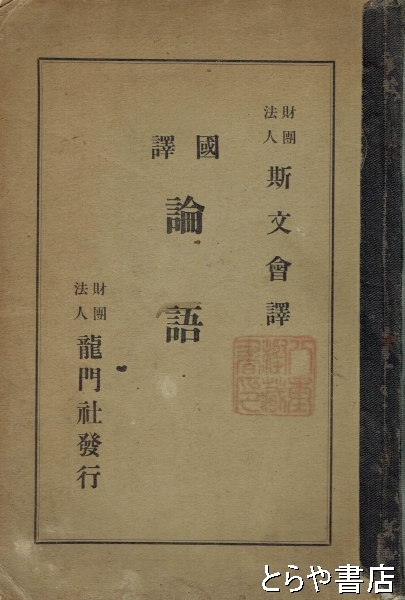 財團法人 斯文會譯
國譯
論語
財團法人 龍門社發行
とらや書店